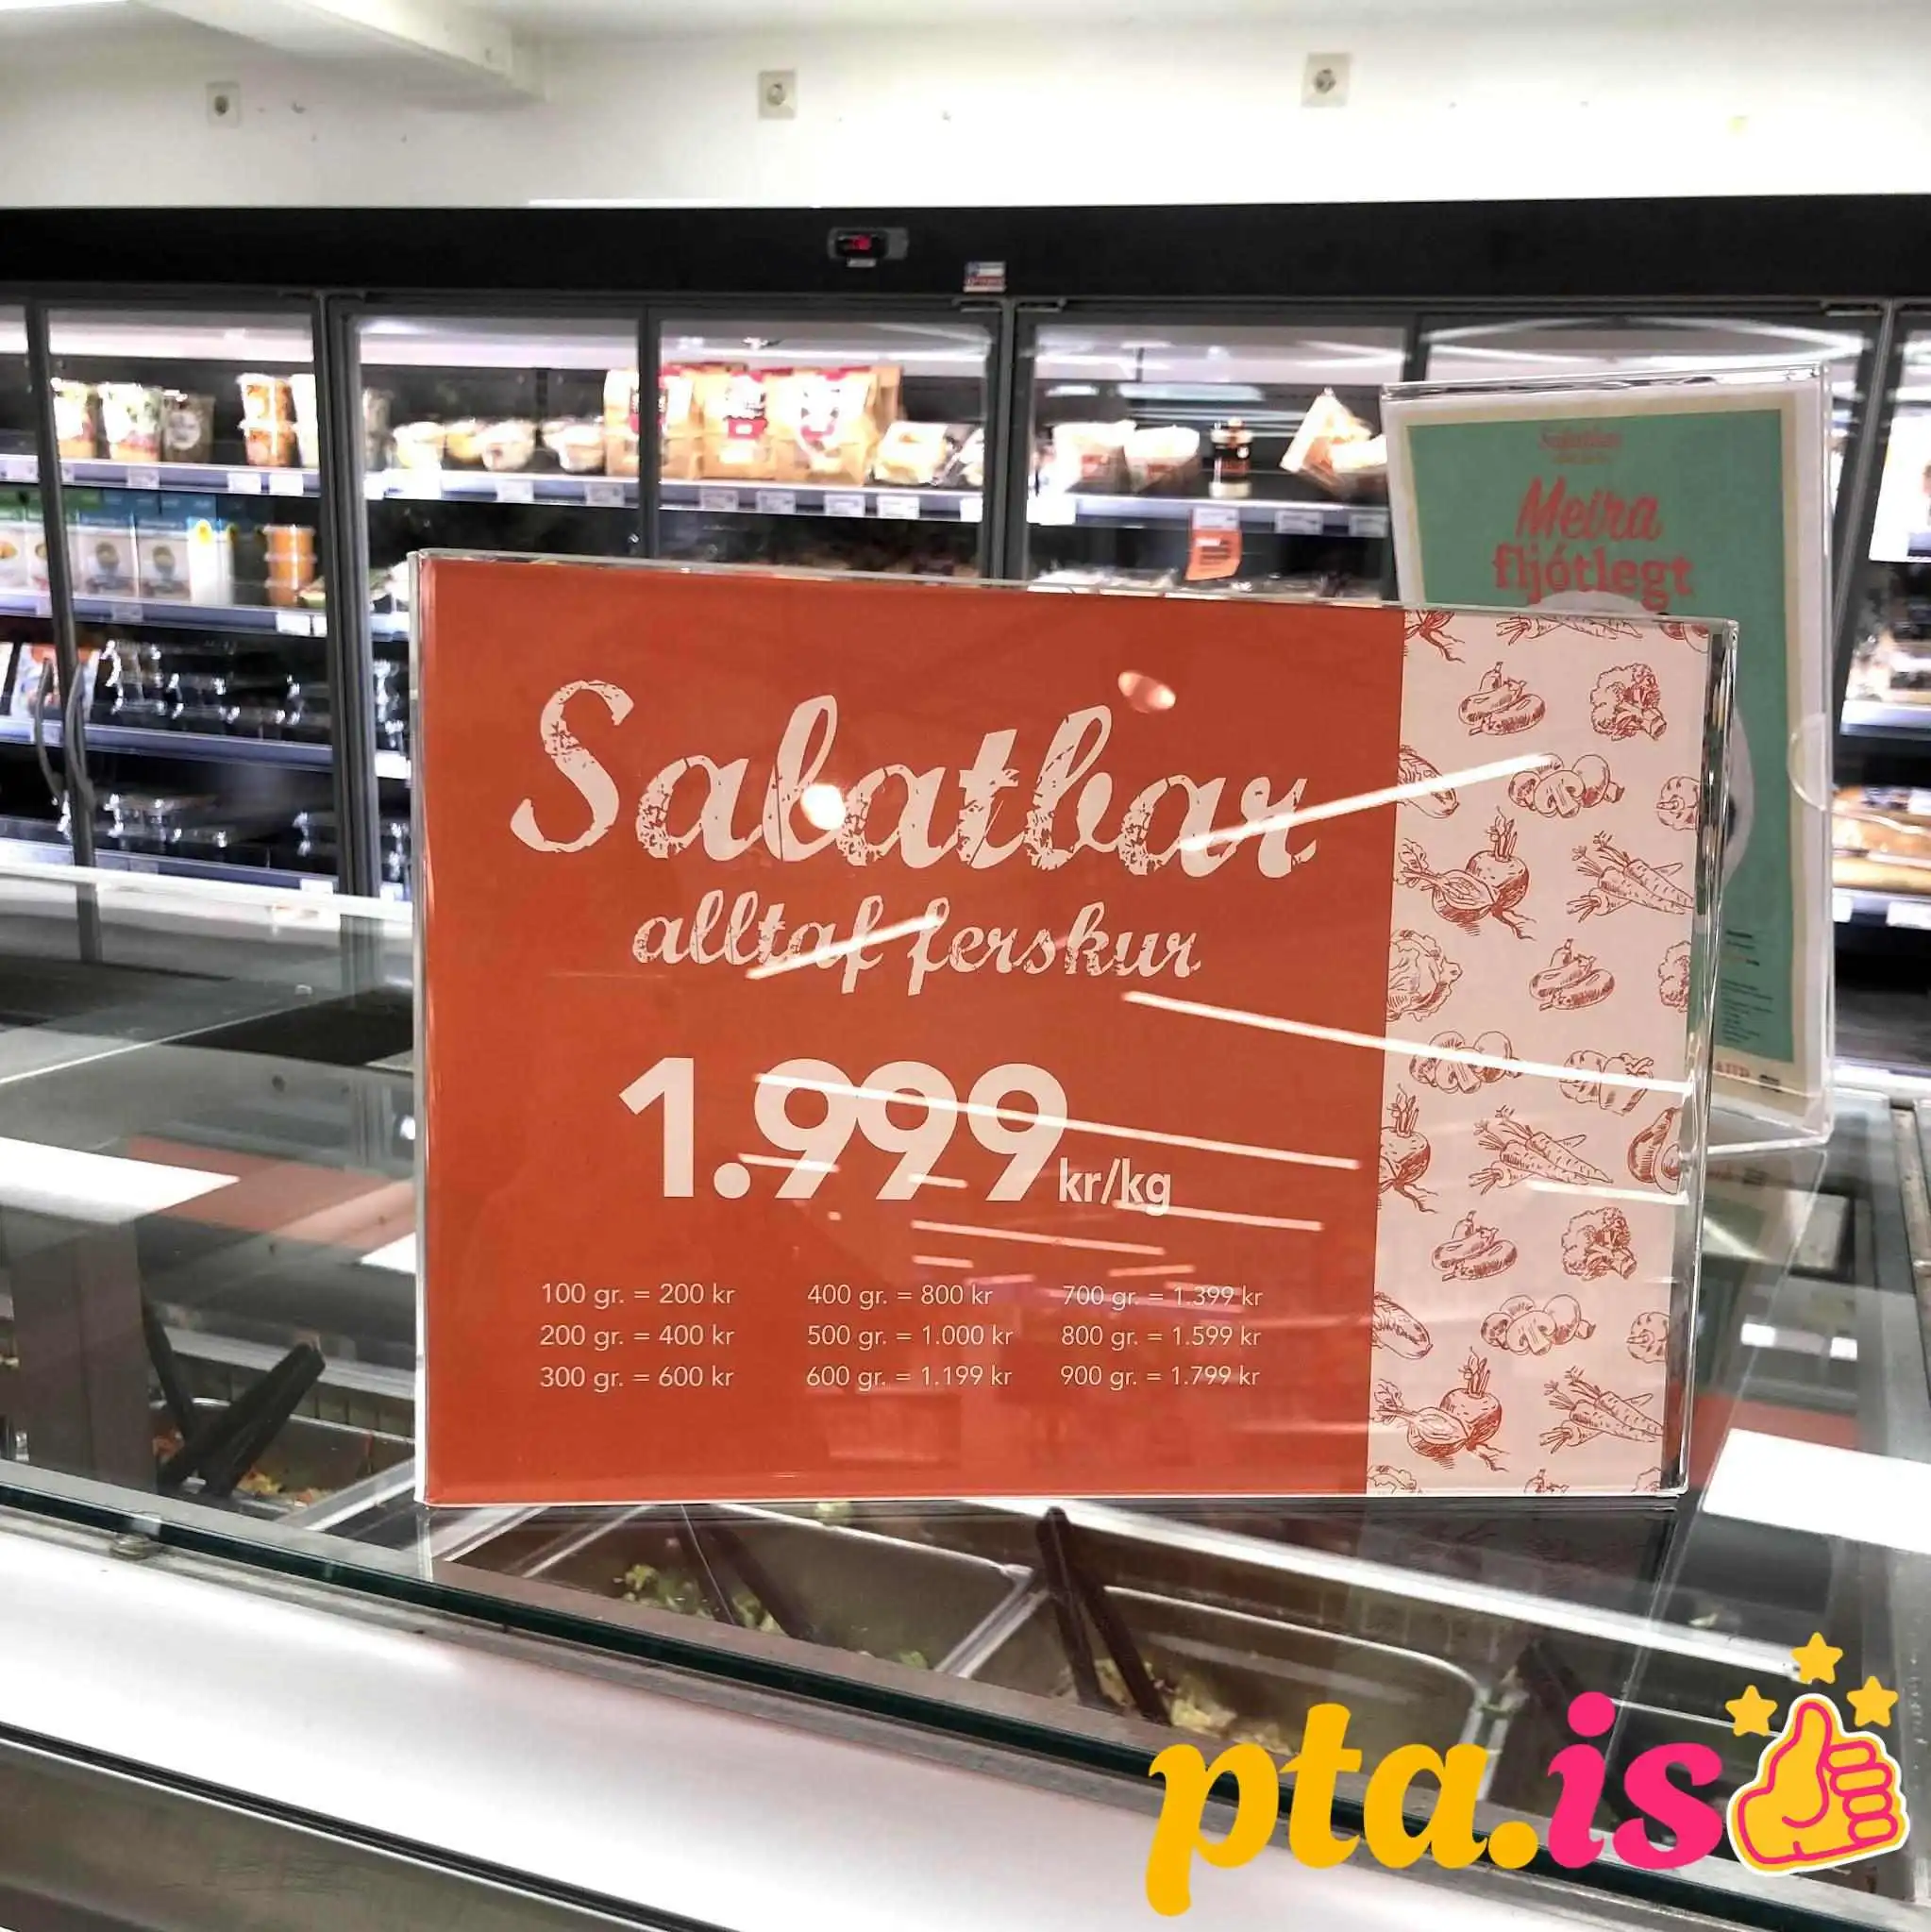 Meira
fljótlegt
Salatbar
alltaf ferskur
1.999 kr/kg
100 gr. = 200 kr
200 gr. = 400 kr
300 gr. = 600 kr
400 gr. = 800 kr
500 gr. = 1.000 kr
600 gr. = 1.199 kr
700 gr. = 1.399 kr
800 gr. = 1.599 kr
900 gr. = 1.799 kr
pta.is